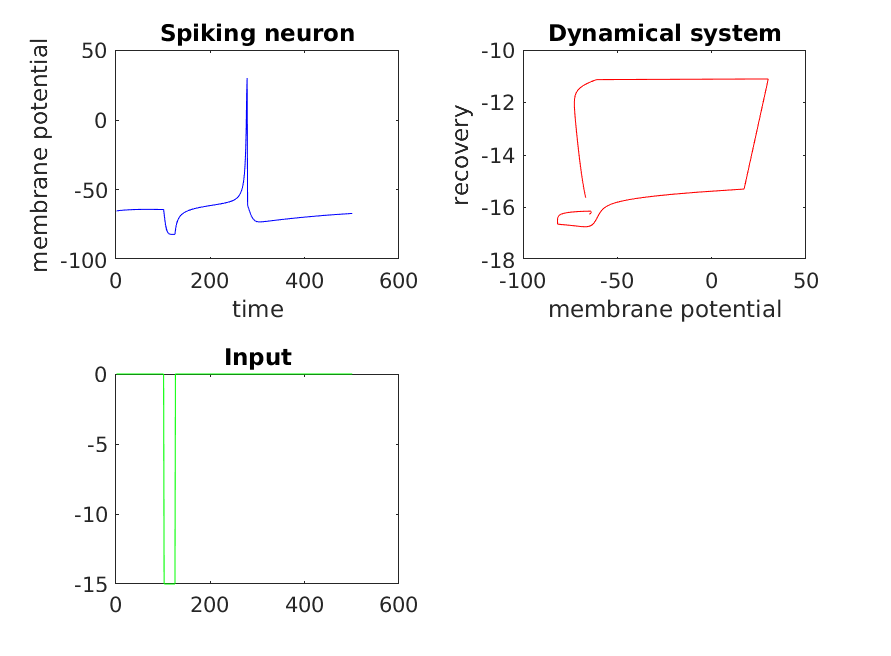 Spiking neuron
membrane potential
50
0
-50
-100
0 200 400 600
time
Dynamical system
recovery
-10
-12
-14
-16
-18
-100 -50 0 50
membrane potential
Input
0
-5
-10
-15
0 200 400 600